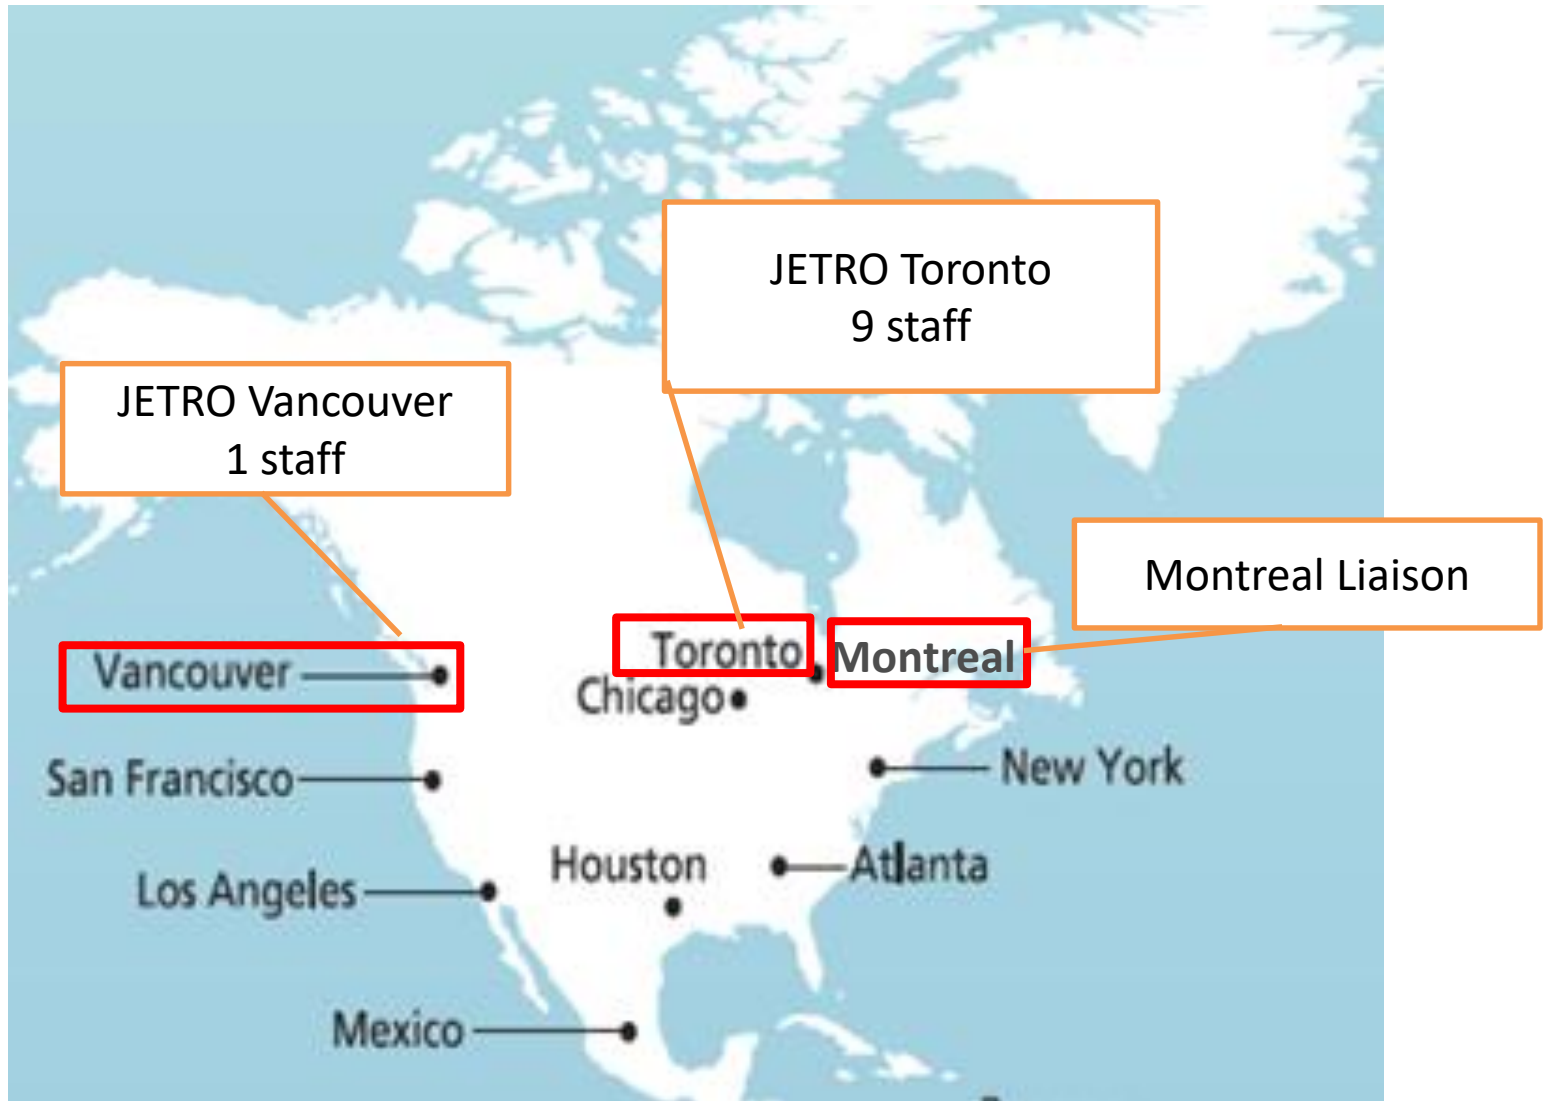 JETRO Toronto
9 staff
JETRO Vancouver
1 staff
Montreal Liaison
Toronto
Montreal
Vancouver
Chicago
San Francisco
New York
Houston
Atlanta
Los Angeles
Mexico